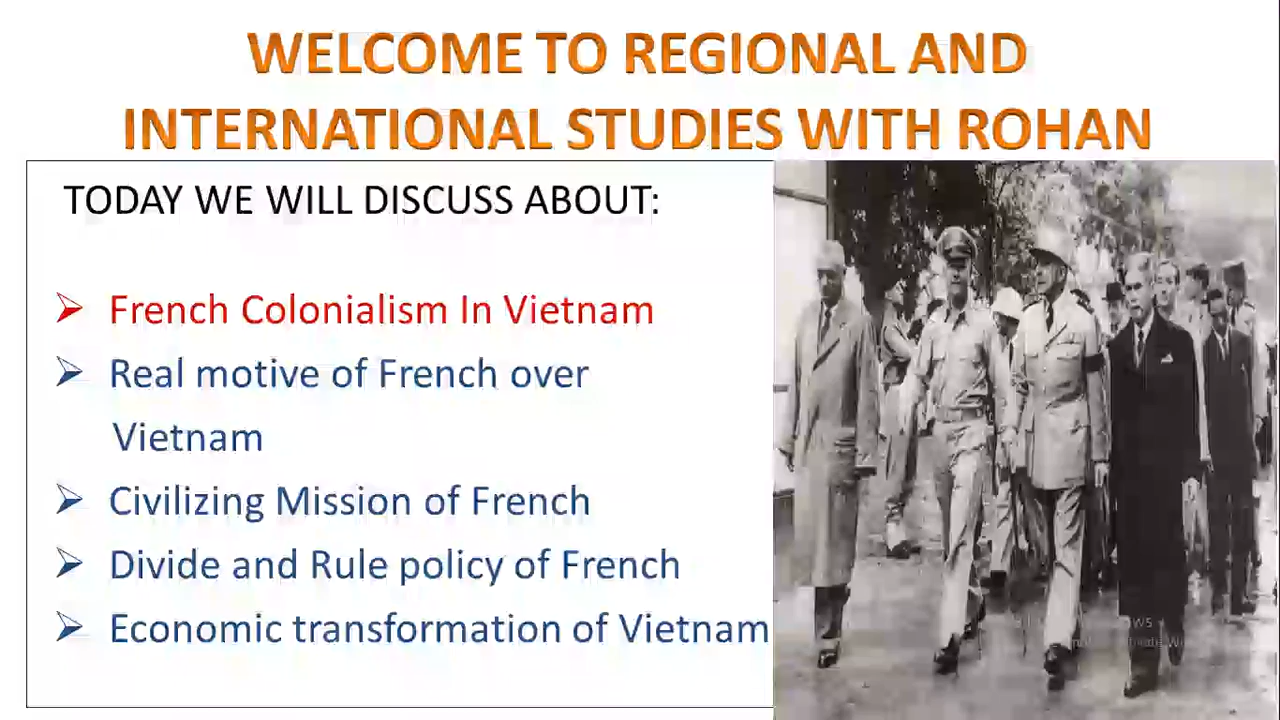 WELCOME TO REGIONAL AND
INTERNATIONAL STUDIES WITH ROHAN
TODAY WE WILL DISCUSS ABOUT:
French Colonialism In Vietnam
Real motive of French over
Vietnam
Civilizing Mission of French
Divide and Rule policy of French
Economic transformation of Vietnam